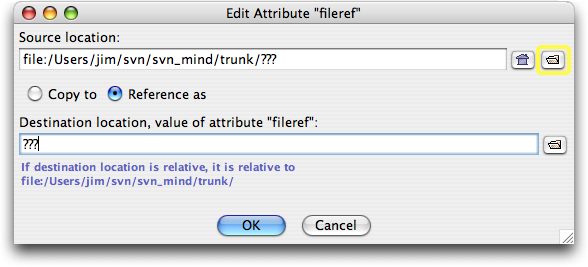 Edit Attribute "fileref"
Source location:
file:/Users/jim/svn/svn_mind/trunk/???
Copy to Reference as
Destination location, value of attribute "fileref":
???
If destination location is relative, it is relative to
file:/Users/jim/svn/svn_mind/trunk/
OK Cancel